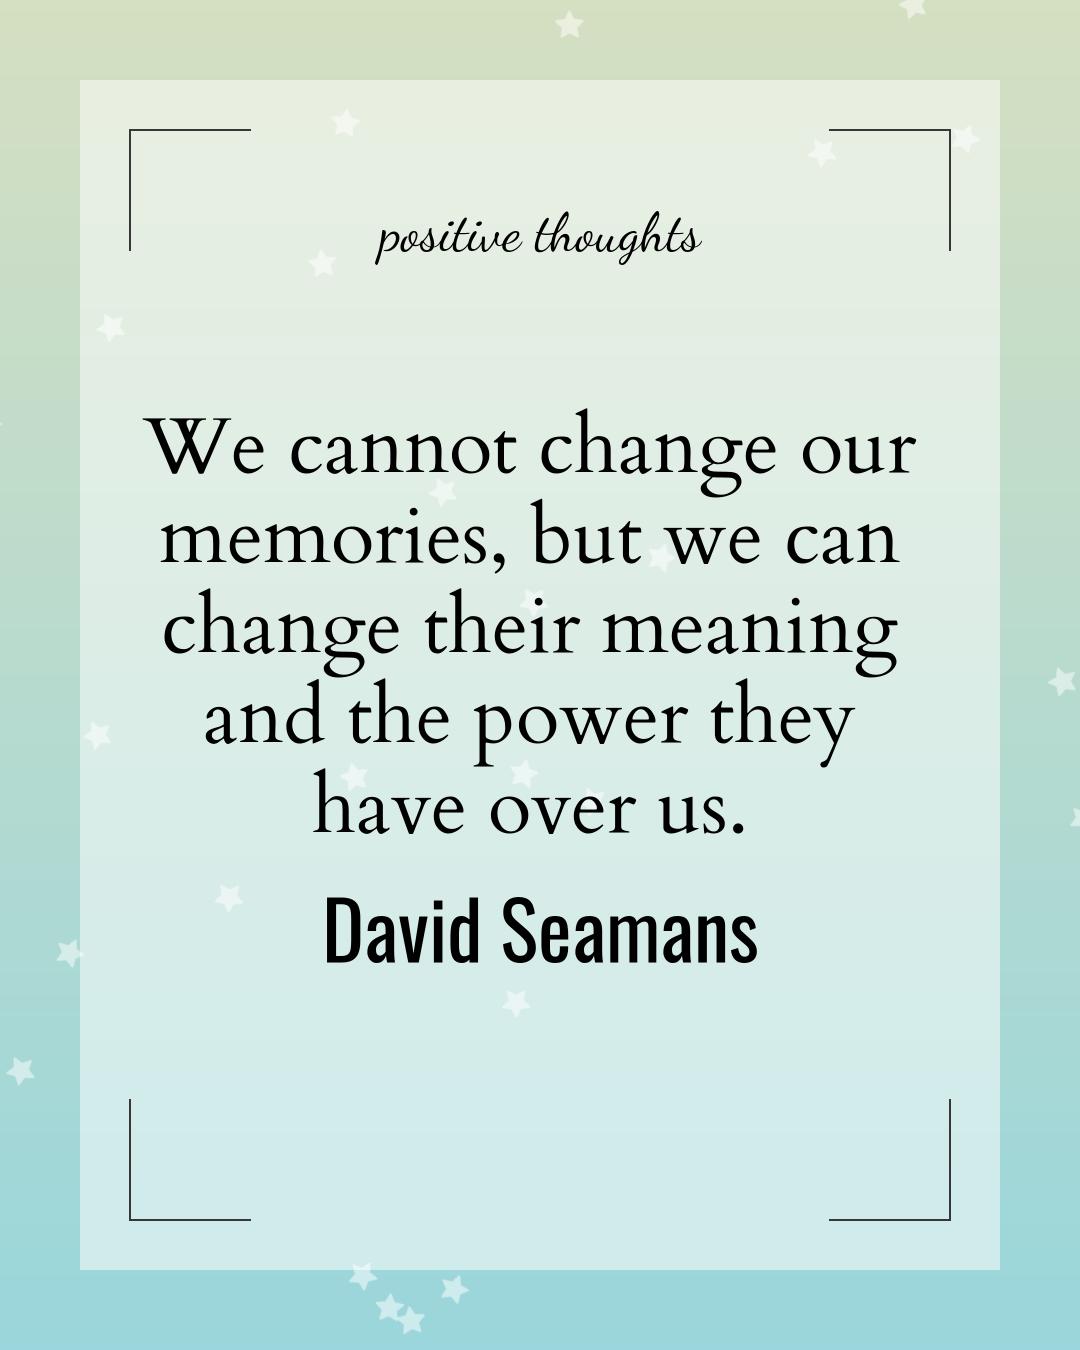 positive thoughts
We cannot change our
memories, but we can
change their meaning
and the power they
have over us.
David Seamans